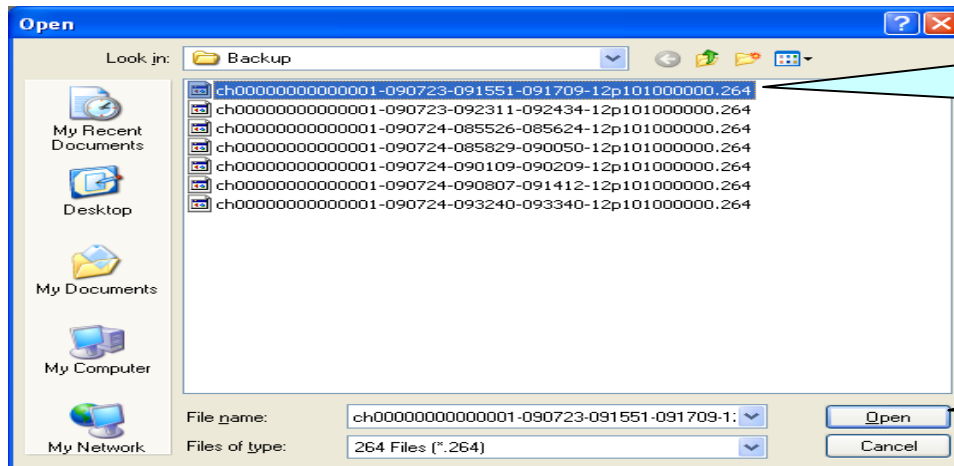 Open
Look in: Backup
ch00000000000001-090723-091551-091709-12p101000000.264
ch00000000000001-090723-092311-092434-12p101000000.264
ch00000000000001-090724-085526-085624-12p101000000.264
ch00000000000001-090724-085829-090050-12p101000000.264
ch00000000000001-090724-090109-090209-12p101000000.264
ch00000000000001-090724-090807-091412-12p101000000.264
ch00000000000001-090724-093240-093340-12p101000000.264
My Recent
Documents
Desktop
My Documents
My Computer
My Network
File name: ch00000000000001-090723-091551-091709-1: Open
Files of type: 264 Files (*.264) Cancel